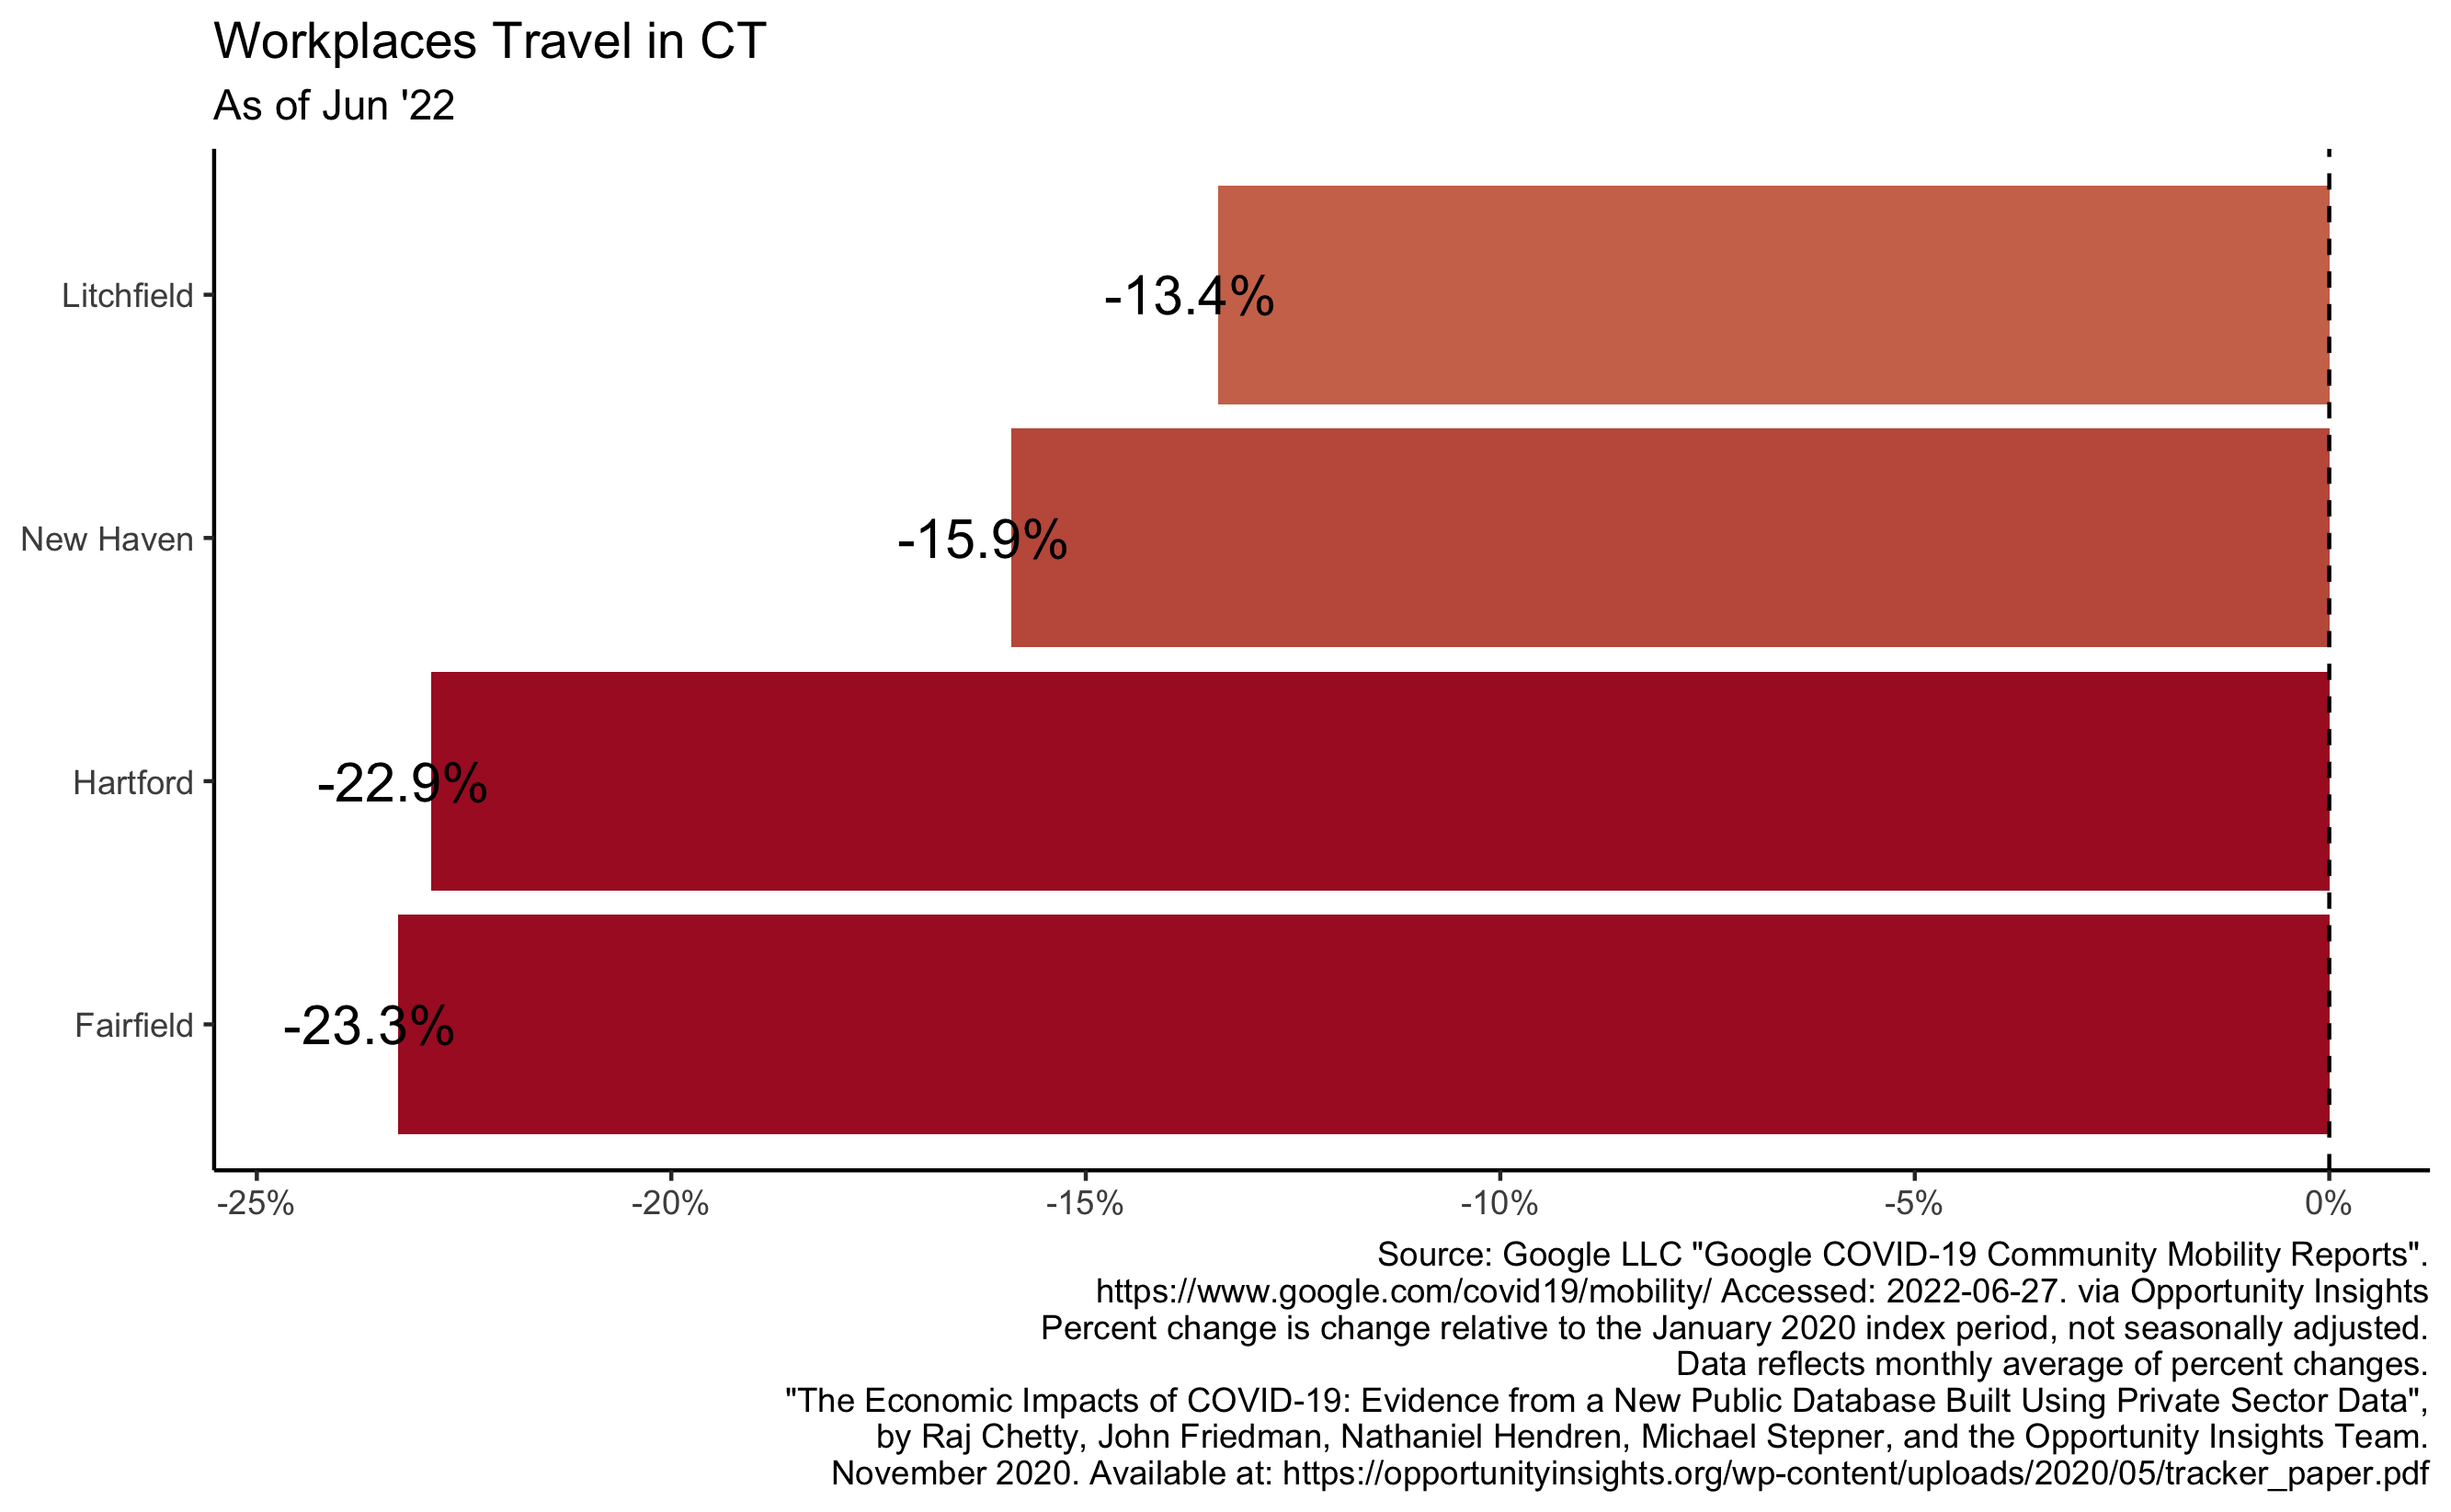 Workplaces Travel in CT
As of Jun '22
Litchfield
-13.4%
New Haven
-15.9%
Hartford
-22.9%
Fairfield
-23.3%
-25% -20% -15% -10% -5% 0%
Source: Google LLC "Google COVID-19 Community Mobility Reports".
https://www.google.com/covid19/mobility/ Accessed: 2022-06-27. via Opportunity Insights
Percent change is change relative to the January 2020 index period, not seasonally adjusted.
Data reflects monthly average of percent changes.
"The Economic Impacts of COVID-19: Evidence from a New Public Database Built Using Private Sector Data",
by Raj Chetty, John Friedman, Nathaniel Hendren, Michael Stepner, and the Opportunity Insights Team.
November 2020. Available at: https://opportunityinsights.org/wp-content/uploads/2020/05/tracker_paper.pdf